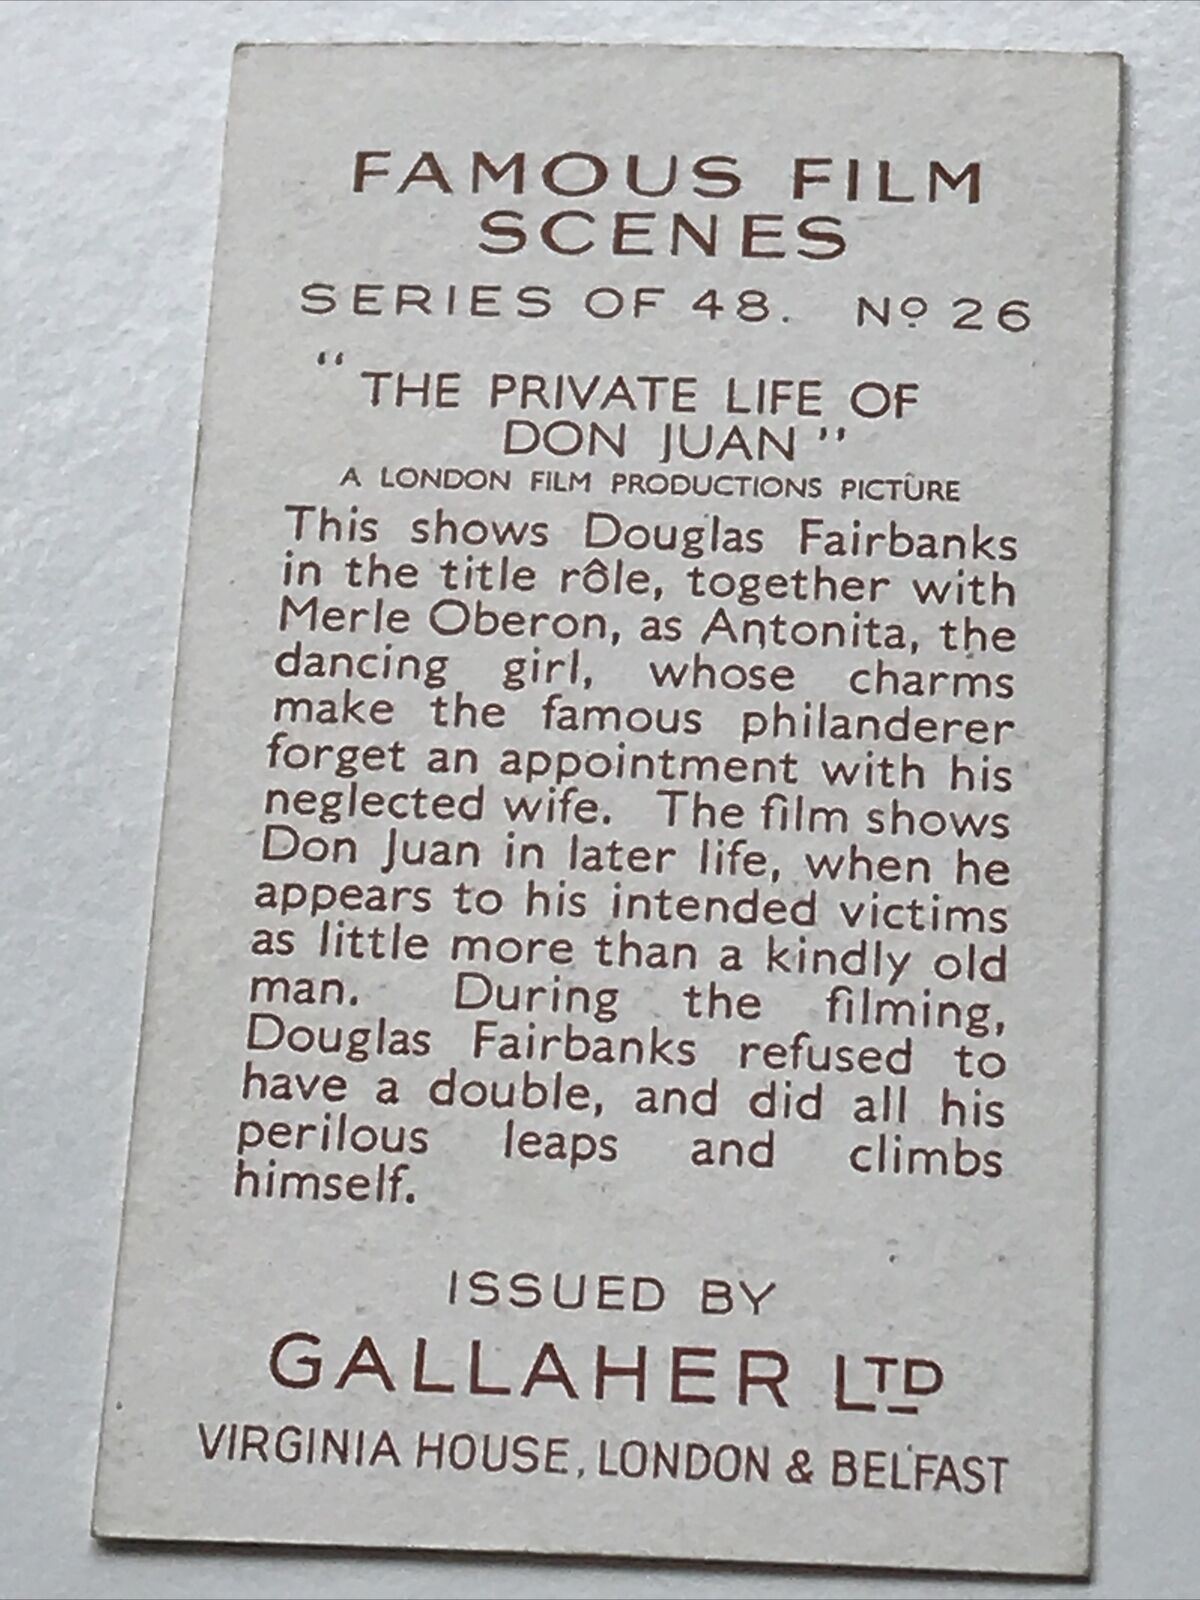 FAMOUS FILM
SCENES
SERIES OF 48. Nº 26
"THE PRIVATE LIFE OF
DON JUAN"
A LONDON FILM PRODUCTIONS PICTURE
This shows Douglas Fairbanks
in the title rôle, together with
Merle Oberon, as Antonita, the
dancing girl, whose charms
make the famous philanderer
forget an appointment with his
neglected wife. The film shows
Don Juan in later life, when he
appears to his intended victims
as little more than a kindly old
man. During the filming,
Douglas Fairbanks refused to
have a double, and did all his
perilous leaps and climbs
himself.
ISSUED BY
GALLAHER LTD
VIRGINIA HOUSE, LONDON & BELFAST